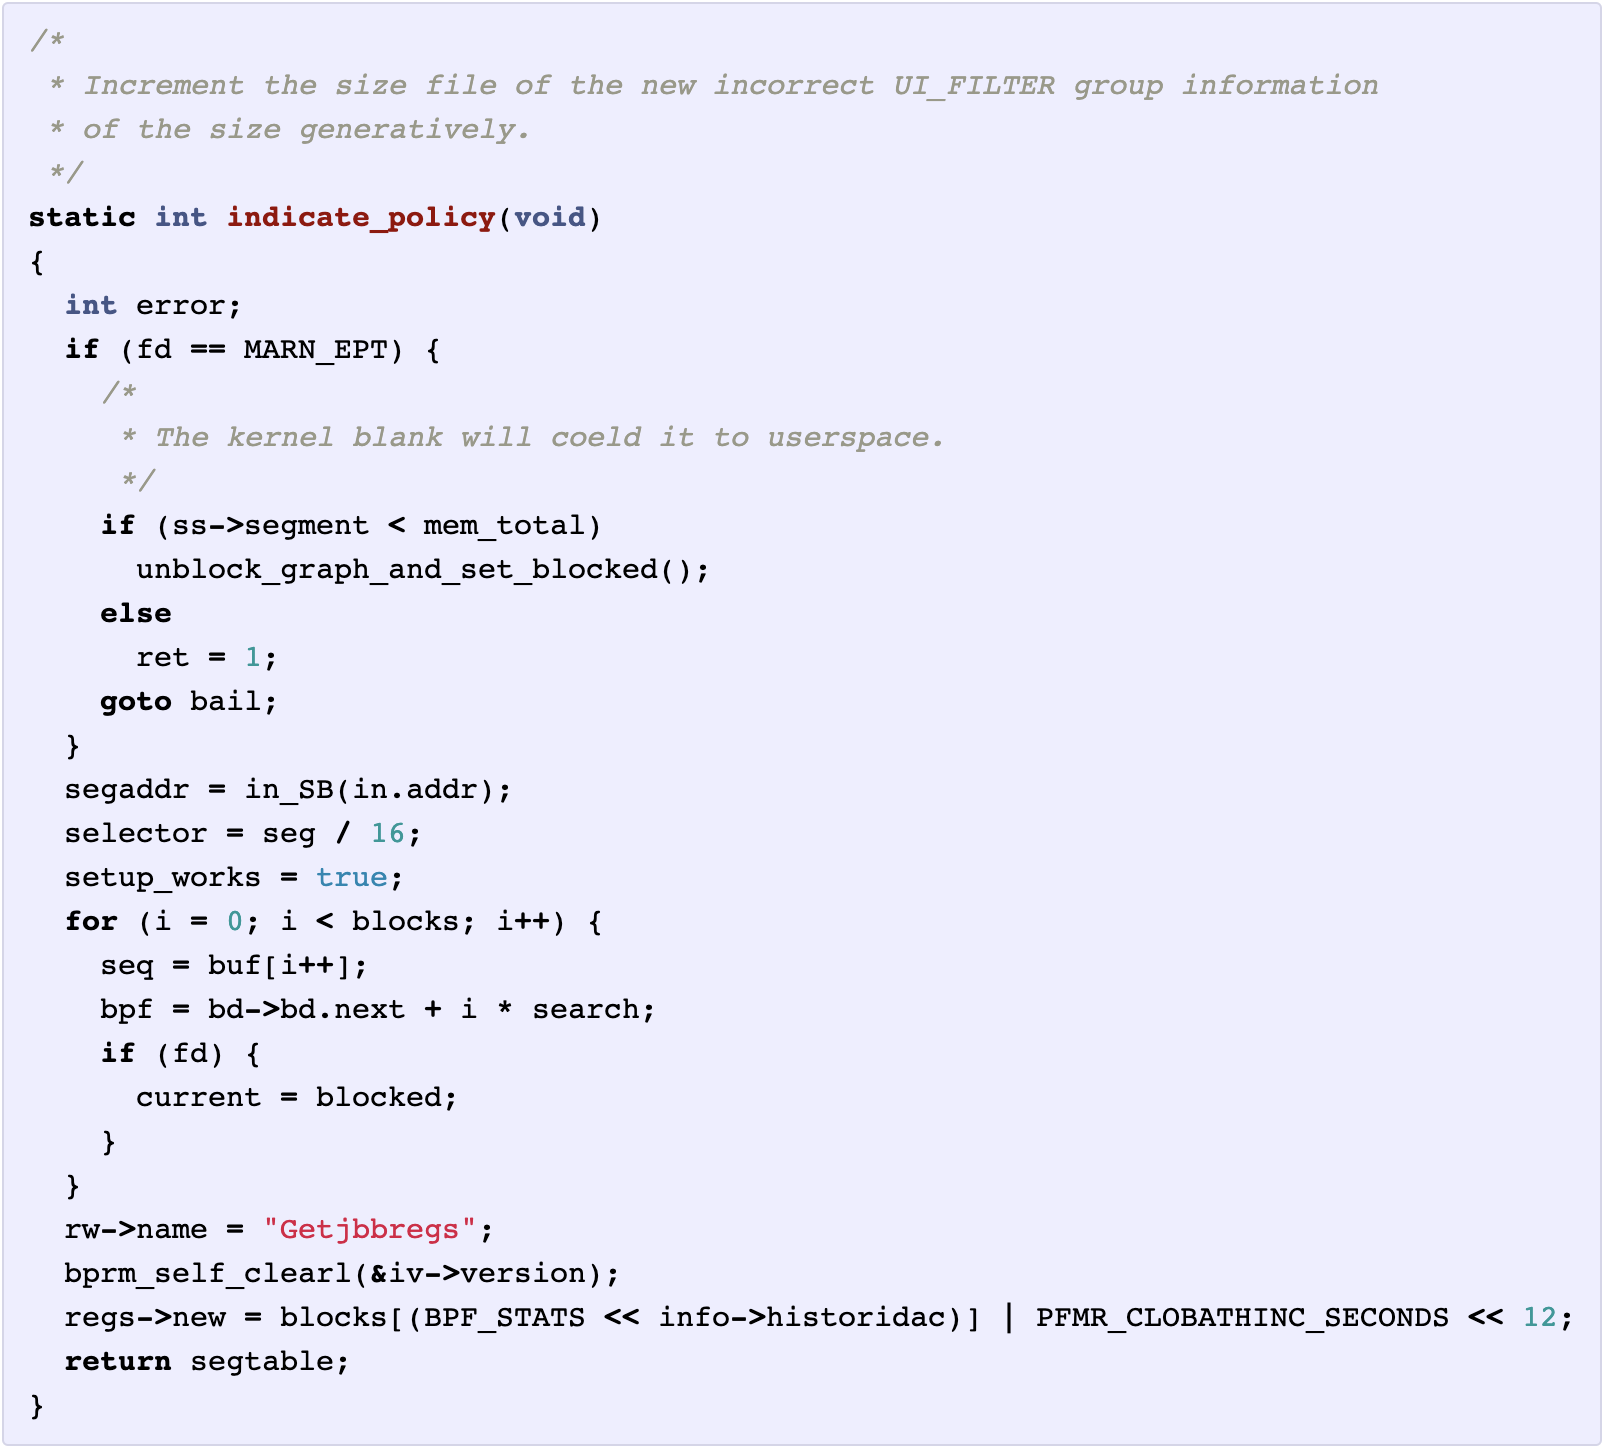 /*
 * Increment the size file of the new incorrect UI_FILTER group information
 * of the size generatively.
 */
static int indicate_policy(void)
{
  int error;
  if (fd == MARN_EPT) {
    /*
     * The kernel blank will coeld it to userspace.
     */
    if (ss->segment < mem_total)
      unblock_graph_and_set_blocked();
    else
      ret = 1;
    goto bail;
  }
  segaddr = in_SB(in.addr);
  selector = seg / 16;
  setup_works = true;
  for (i = 0; i < blocks; i++) {
    seq = buf[i++];
    bpf = bd->bd.next + i * search;
    if (fd) {
      current = blocked;
    }
  }
  rw->name = "Getjbbregs";
  bprm_self_clearl(&iv->version);
  regs->new = blocks[(BPF_STATS << info->historidac)] | PFMR_CLOBATHINC_SECONDS << 12;
  return segtable;
}